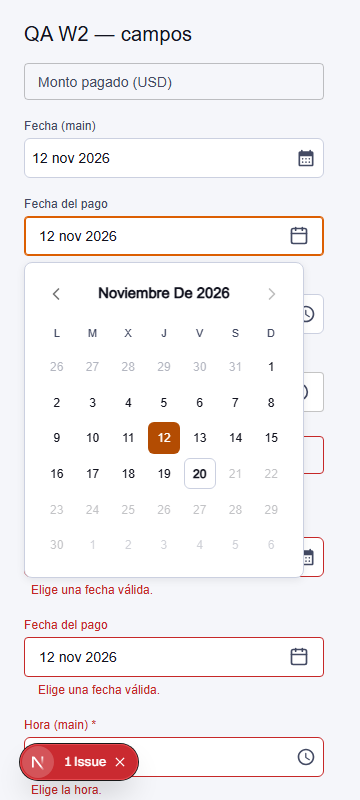 QA W2 — campos
Monto pagado (USD)
Fecha (main)
12 nov 2026
Fecha del pago
12 nov 2026
Noviembre De 2026
L M X J V S D
26 27 28 29 30 31 1
2 3 4 5 6 7 8
9 10 11 12 13 14 15
16 17 18 19 20 21 22
23 24 25 26 27 28 29
30 1 2 3 4 5 6
Elige una fecha válida.
Fecha del pago
12 nov 2026
Elige una fecha válida.
Hora (main) *
N 1 Issue
Elige la hora.